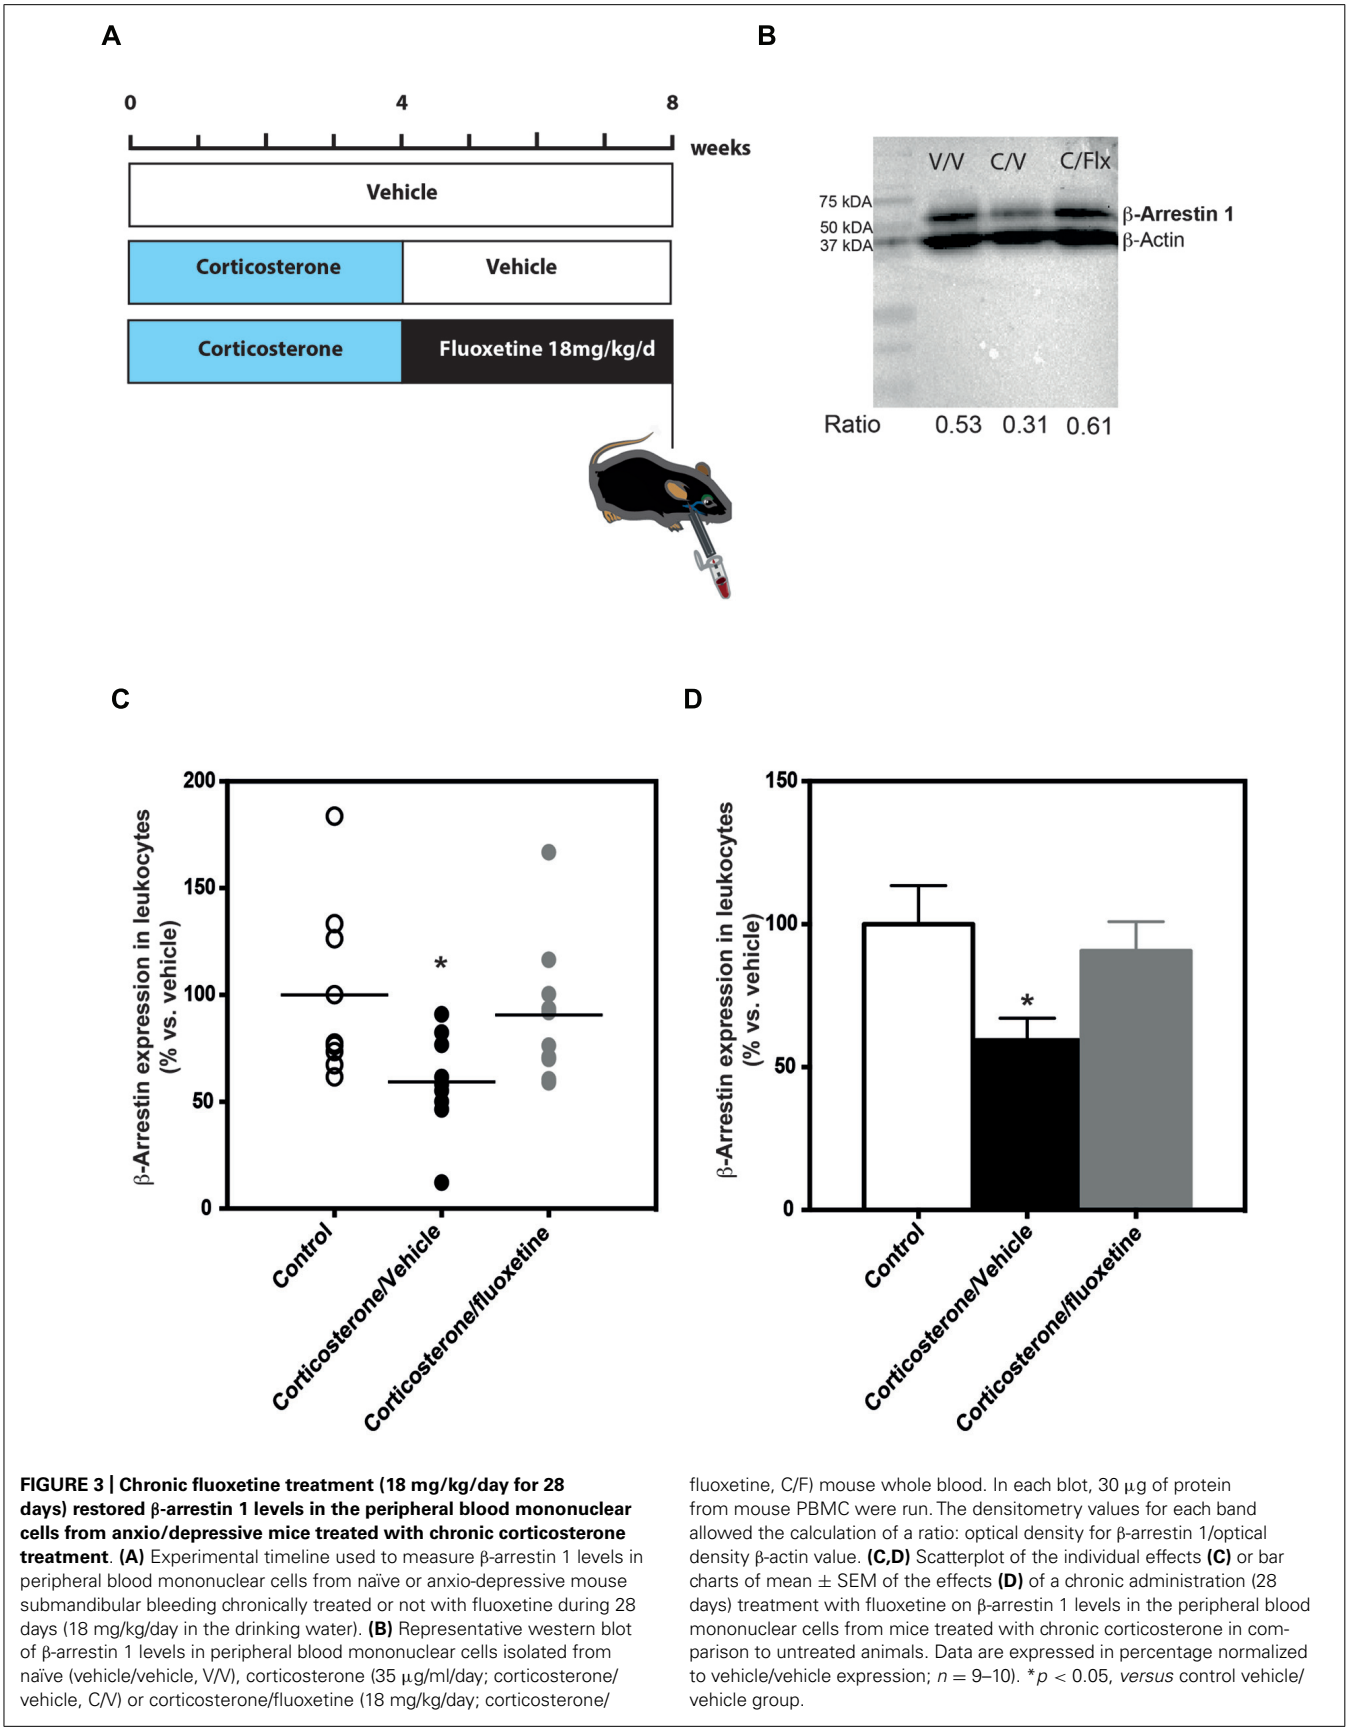 A
0 4 8
weeks
Vehicle
Corticosterone Vehicle
Corticosterone Fluoxetine 18mg/kg/d
B
V/V C/V C/Flx
75 kDA
50 kDA
37 kDA
β-Arrestin 1
β-Actin
Ratio 0.53 0.31 0.61
C
β-Arrestin expression in leukocytes
(% vs. vehicle)
200
150
100
50
0
*
Control
Corticosterone/Vehicle
Corticosterone/fluoxetine
D
β-Arrestin expression in leukocytes
(% vs. vehicle)
150
100
50
0
*
Control
Corticosterone/Vehicle
Corticosterone/fluoxetine
FIGURE 3 | Chronic fluoxetine treatment (18 mg/kg/day for 28
days) restored β-arrestin 1 levels in the peripheral blood mononuclear
cells from anxio/depressive mice treated with chronic corticosterone
treatment. (A) Experimental timeline used to measure β-arrestin 1 levels in
peripheral blood mononuclear cells from naïve or anxio-depressive mouse
submandibular bleeding chronically treated or not with fluoxetine during 28
days (18 mg/kg/day in the drinking water). (B) Representative western blot
of β-arrestin 1 levels in peripheral blood mononuclear cells isolated from
naïve (vehicle/vehicle, V/V), corticosterone (35 μg/ml/day; corticosterone/
vehicle, C/V) or corticosterone/fluoxetine (18 mg/kg/day; corticosterone/
fluoxetine, C/F) mouse whole blood. In each blot, 30 μg of protein
from mouse PBMC were run. The densitometry values for each band
allowed the calculation of a ratio: optical density for β-arrestin 1/optical
density β-actin value. (C,D) Scatterplot of the individual effects (C) or bar
charts of mean ± SEM of the effects (D) of a chronic administration (28
days) treatment with fluoxetine on β-arrestin 1 levels in the peripheral blood
mononuclear cells from mice treated with chronic corticosterone in com-
parison to untreated animals. Data are expressed in percentage normalized
to vehicle/vehicle expression; n = 9–10). *p < 0.05, versus control vehicle/
vehicle group.